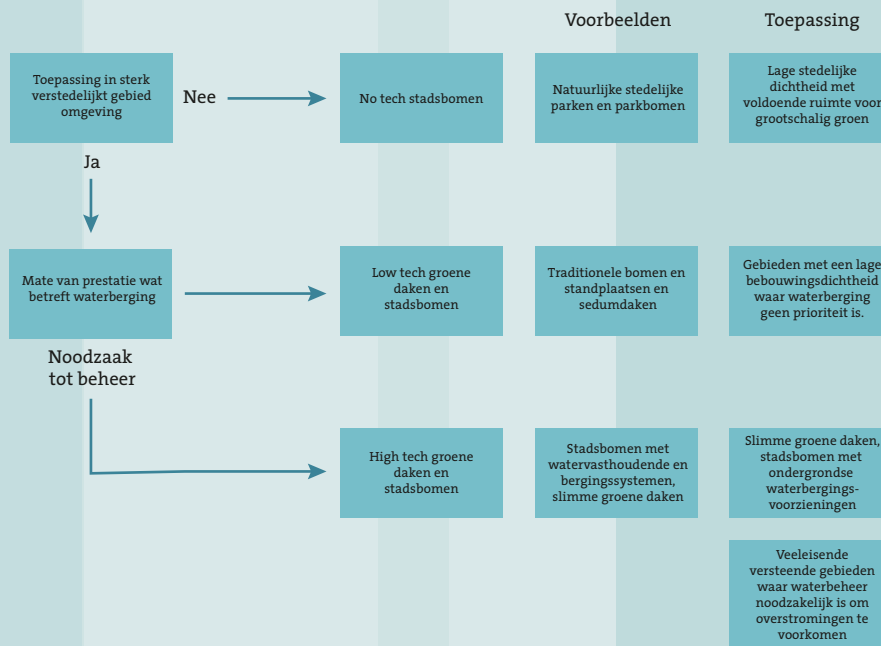 Voorbeelden
Toepassing
Toepassing in sterk
verstedelijkt gebied
omgeving
Nee
No tech stadsbomen
Natuurlijke stedelijke
parken en parkbomen
Lage stedelijke
dichtheid met
voldoende ruimte voor
grootschalig groen
Ja
Mate van prestatie wat
betreft waterberging
Low tech groene
daken en
stadsbomen
Traditionele bomen en
standplaatsen en
sedumdaken
Gebieden met een lage
bebouwingsdichtheid
waar waterberging
geen prioriteit is.
Noodzaak
tot beheer
High tech groene
daken en
stadsbomen
Stadsbomen met
watervasthoudende en
bergingssystemen,
slimme groene daken
Slimme groene daken,
stadsbomen met
ondergrondse
waterbergings-
voorzieningen
Veeleisende
versteende gebieden
waar waterbeheer
noodzakelijk is om
overstromingen te
voorkomen